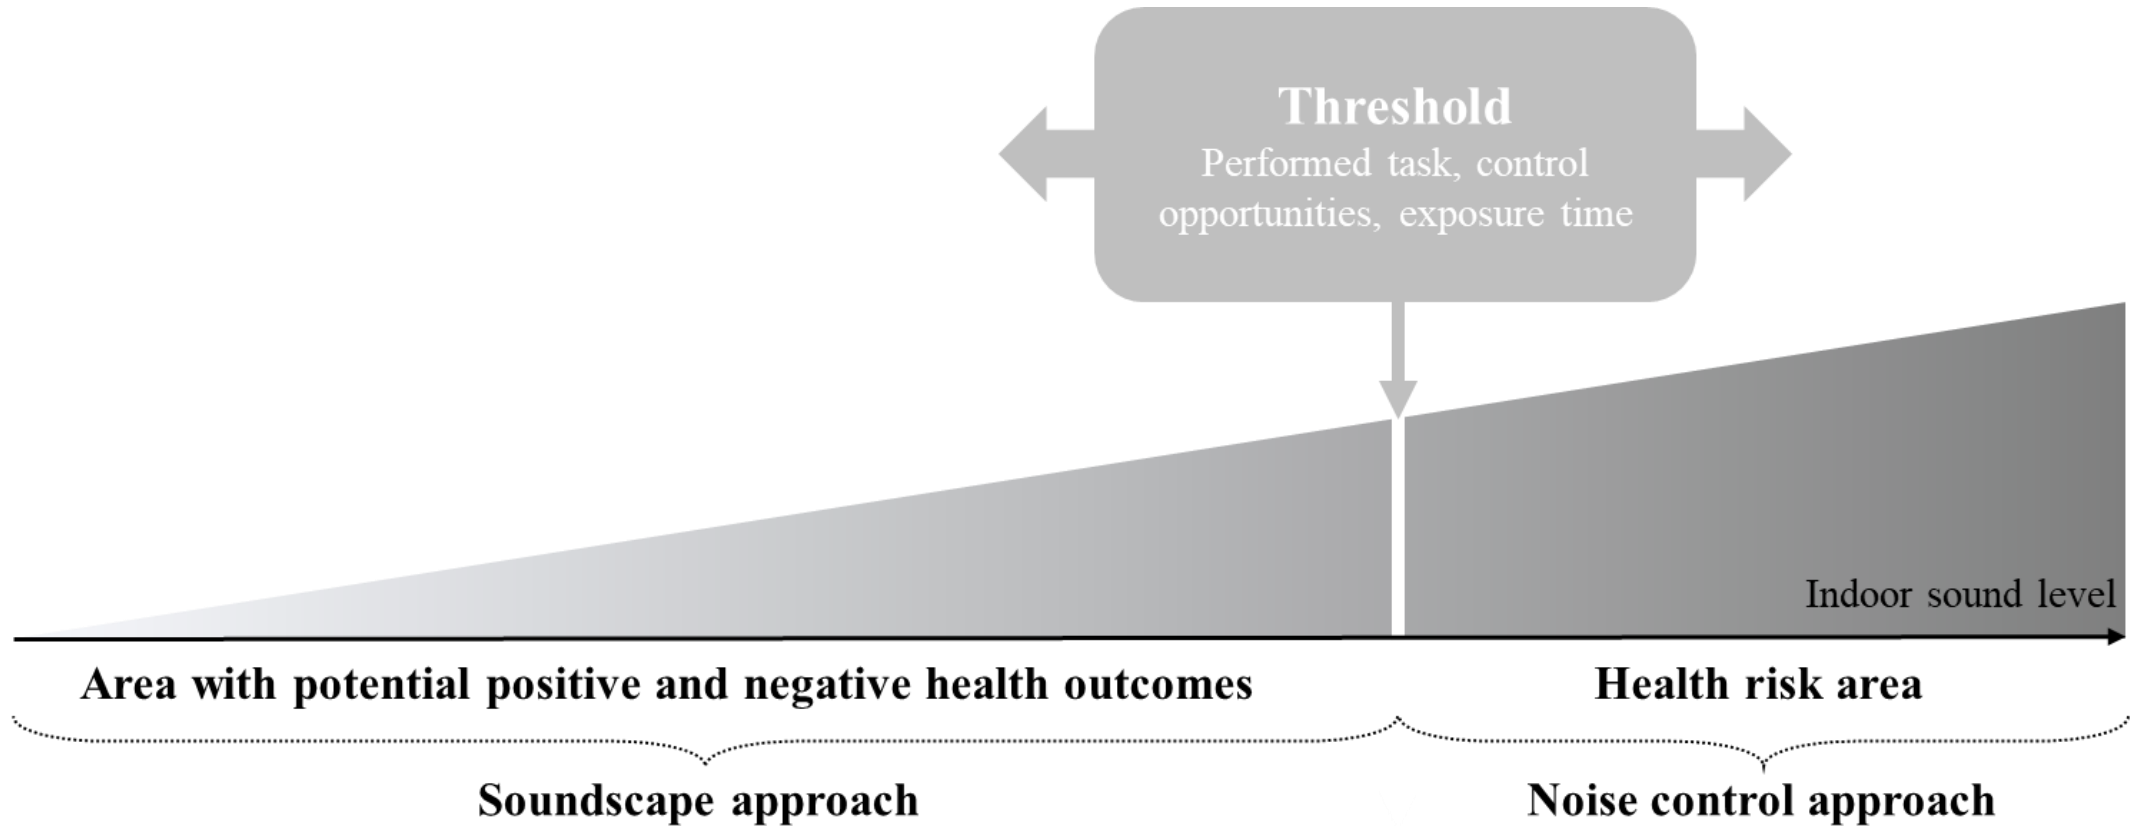 Threshold
Performed task, control
opportunities, exposure time
Indoor sound level
Area with potential positive and negative health outcomes
Health risk area
Soundscape approach
Noise control approach